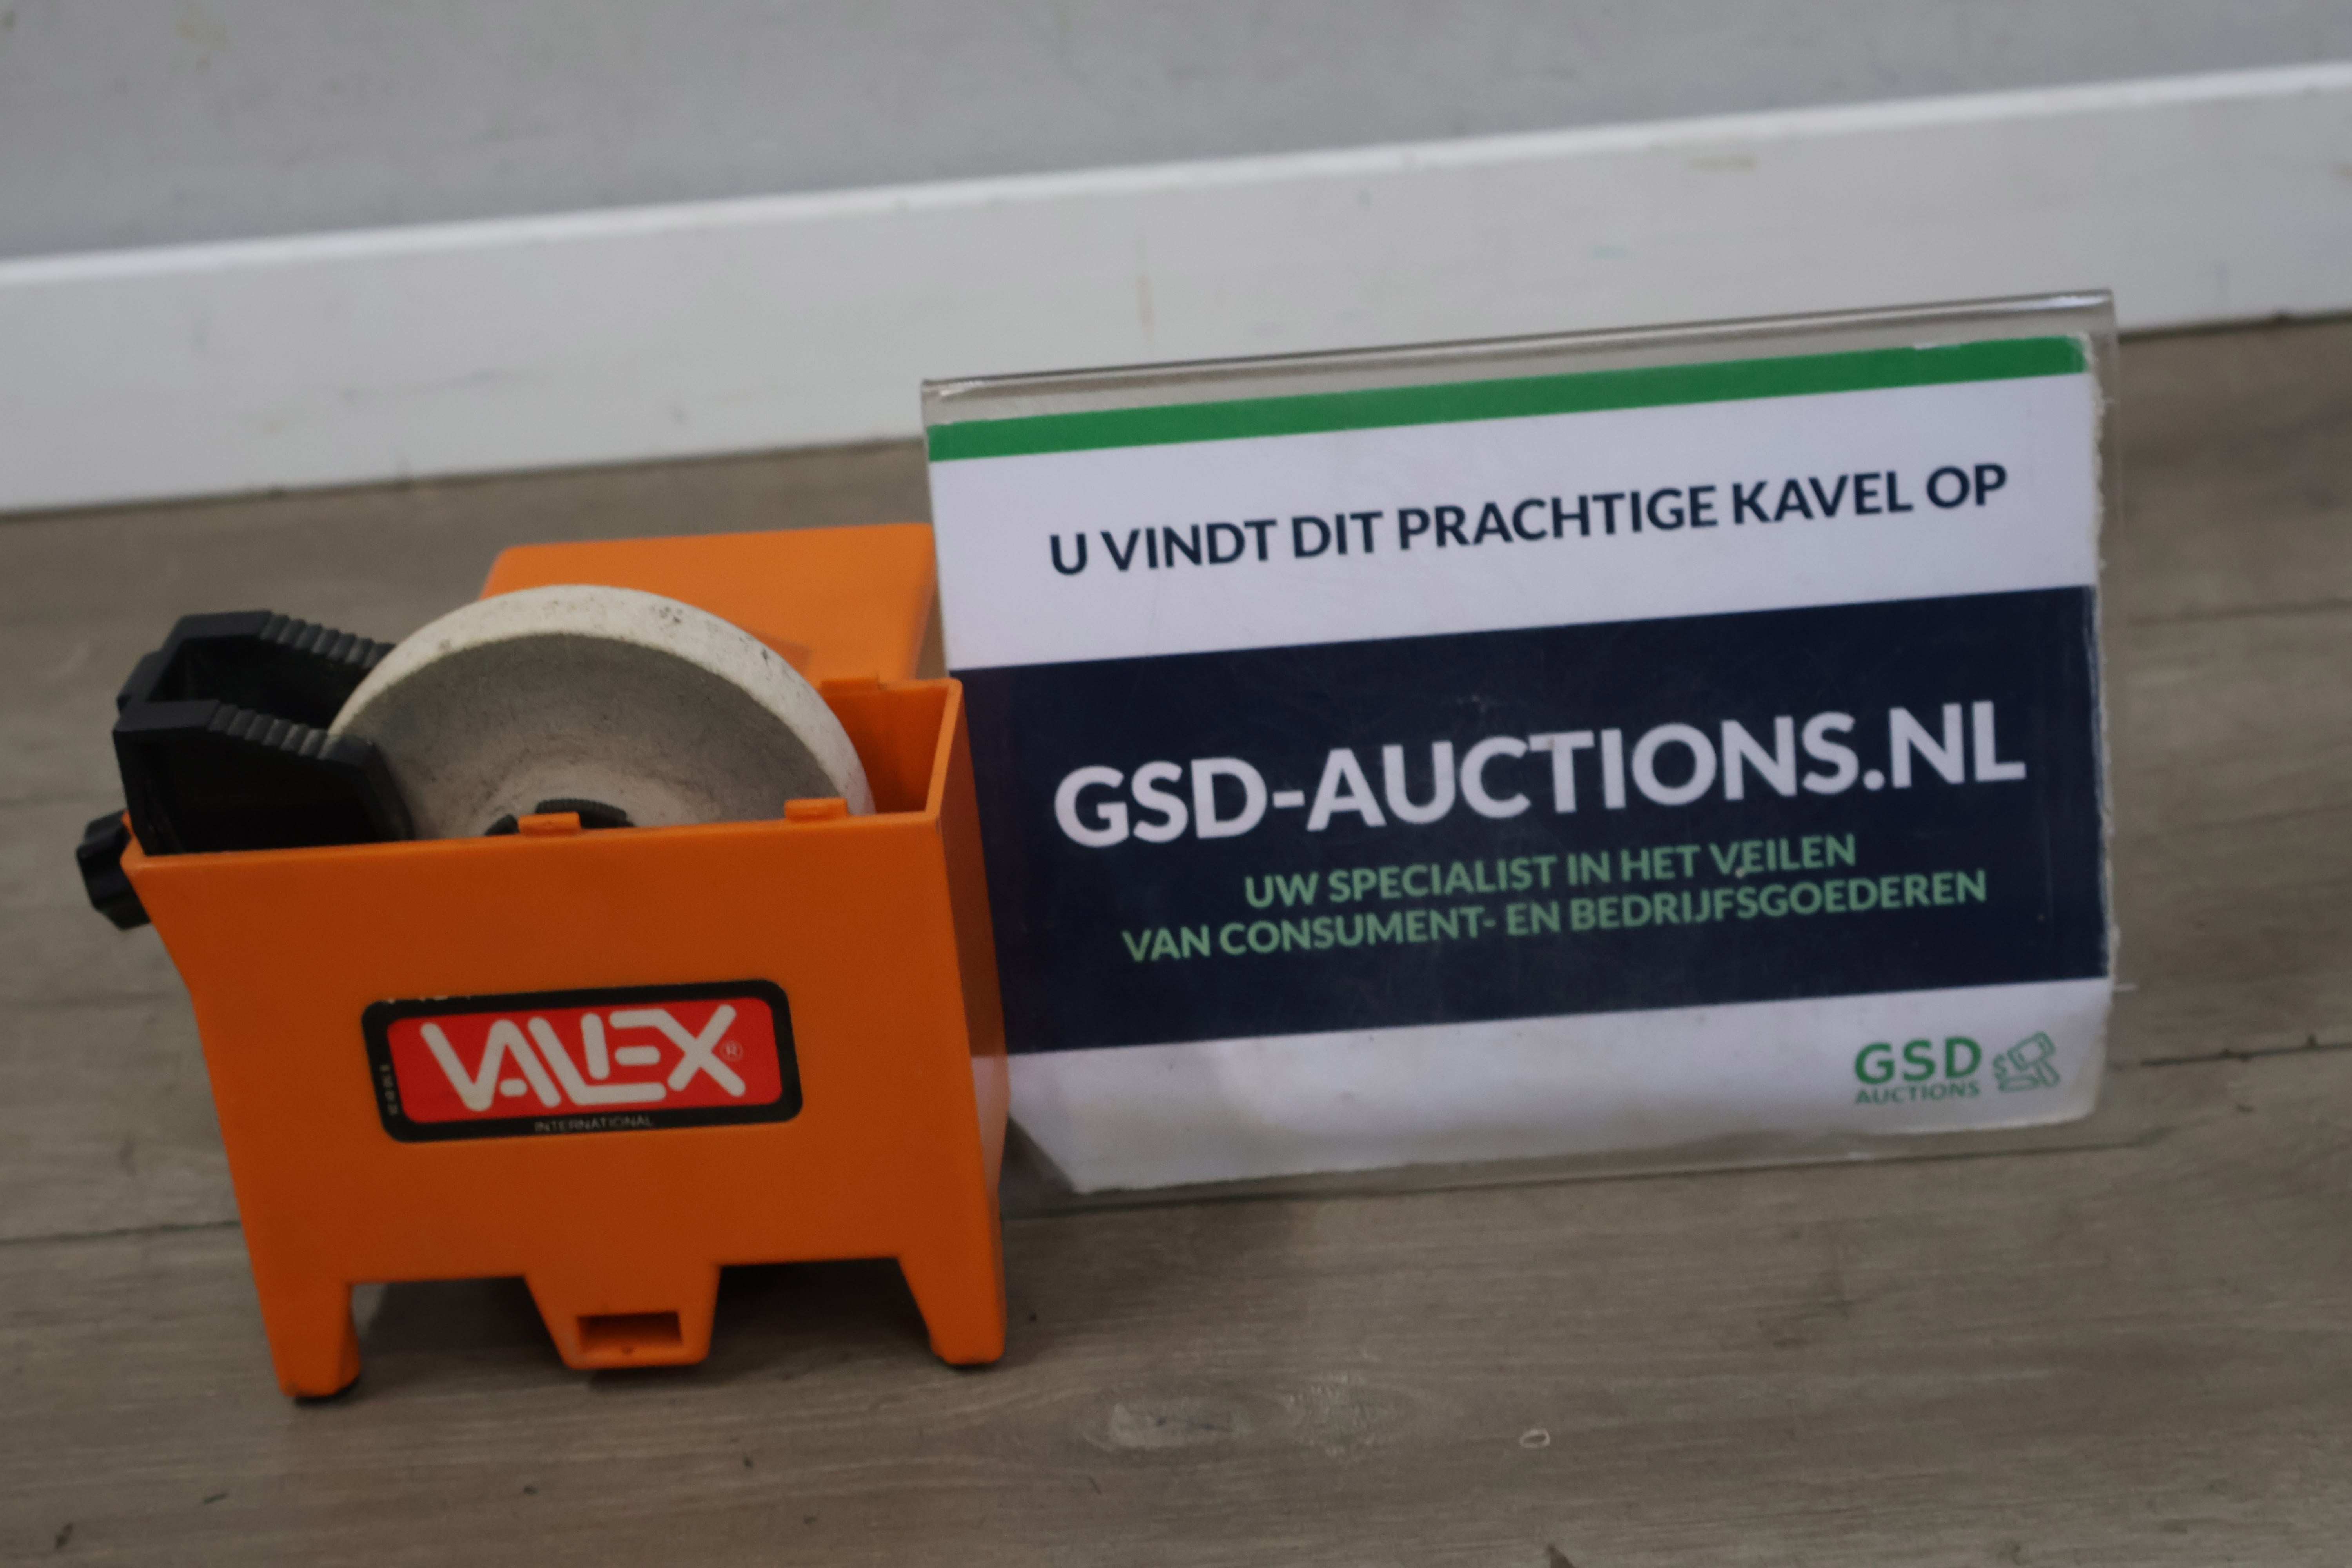 U VINDT DIT PRACHTIGE KAVEL OP
GSD-AUCTIONS.NL
UW SPECIALIST IN HET VEILEN
VAN CONSUMENT- EN BEDRIJFSGOEDEREN
GSD
AUCTIONS
VALEX®
INTERNATIONAL